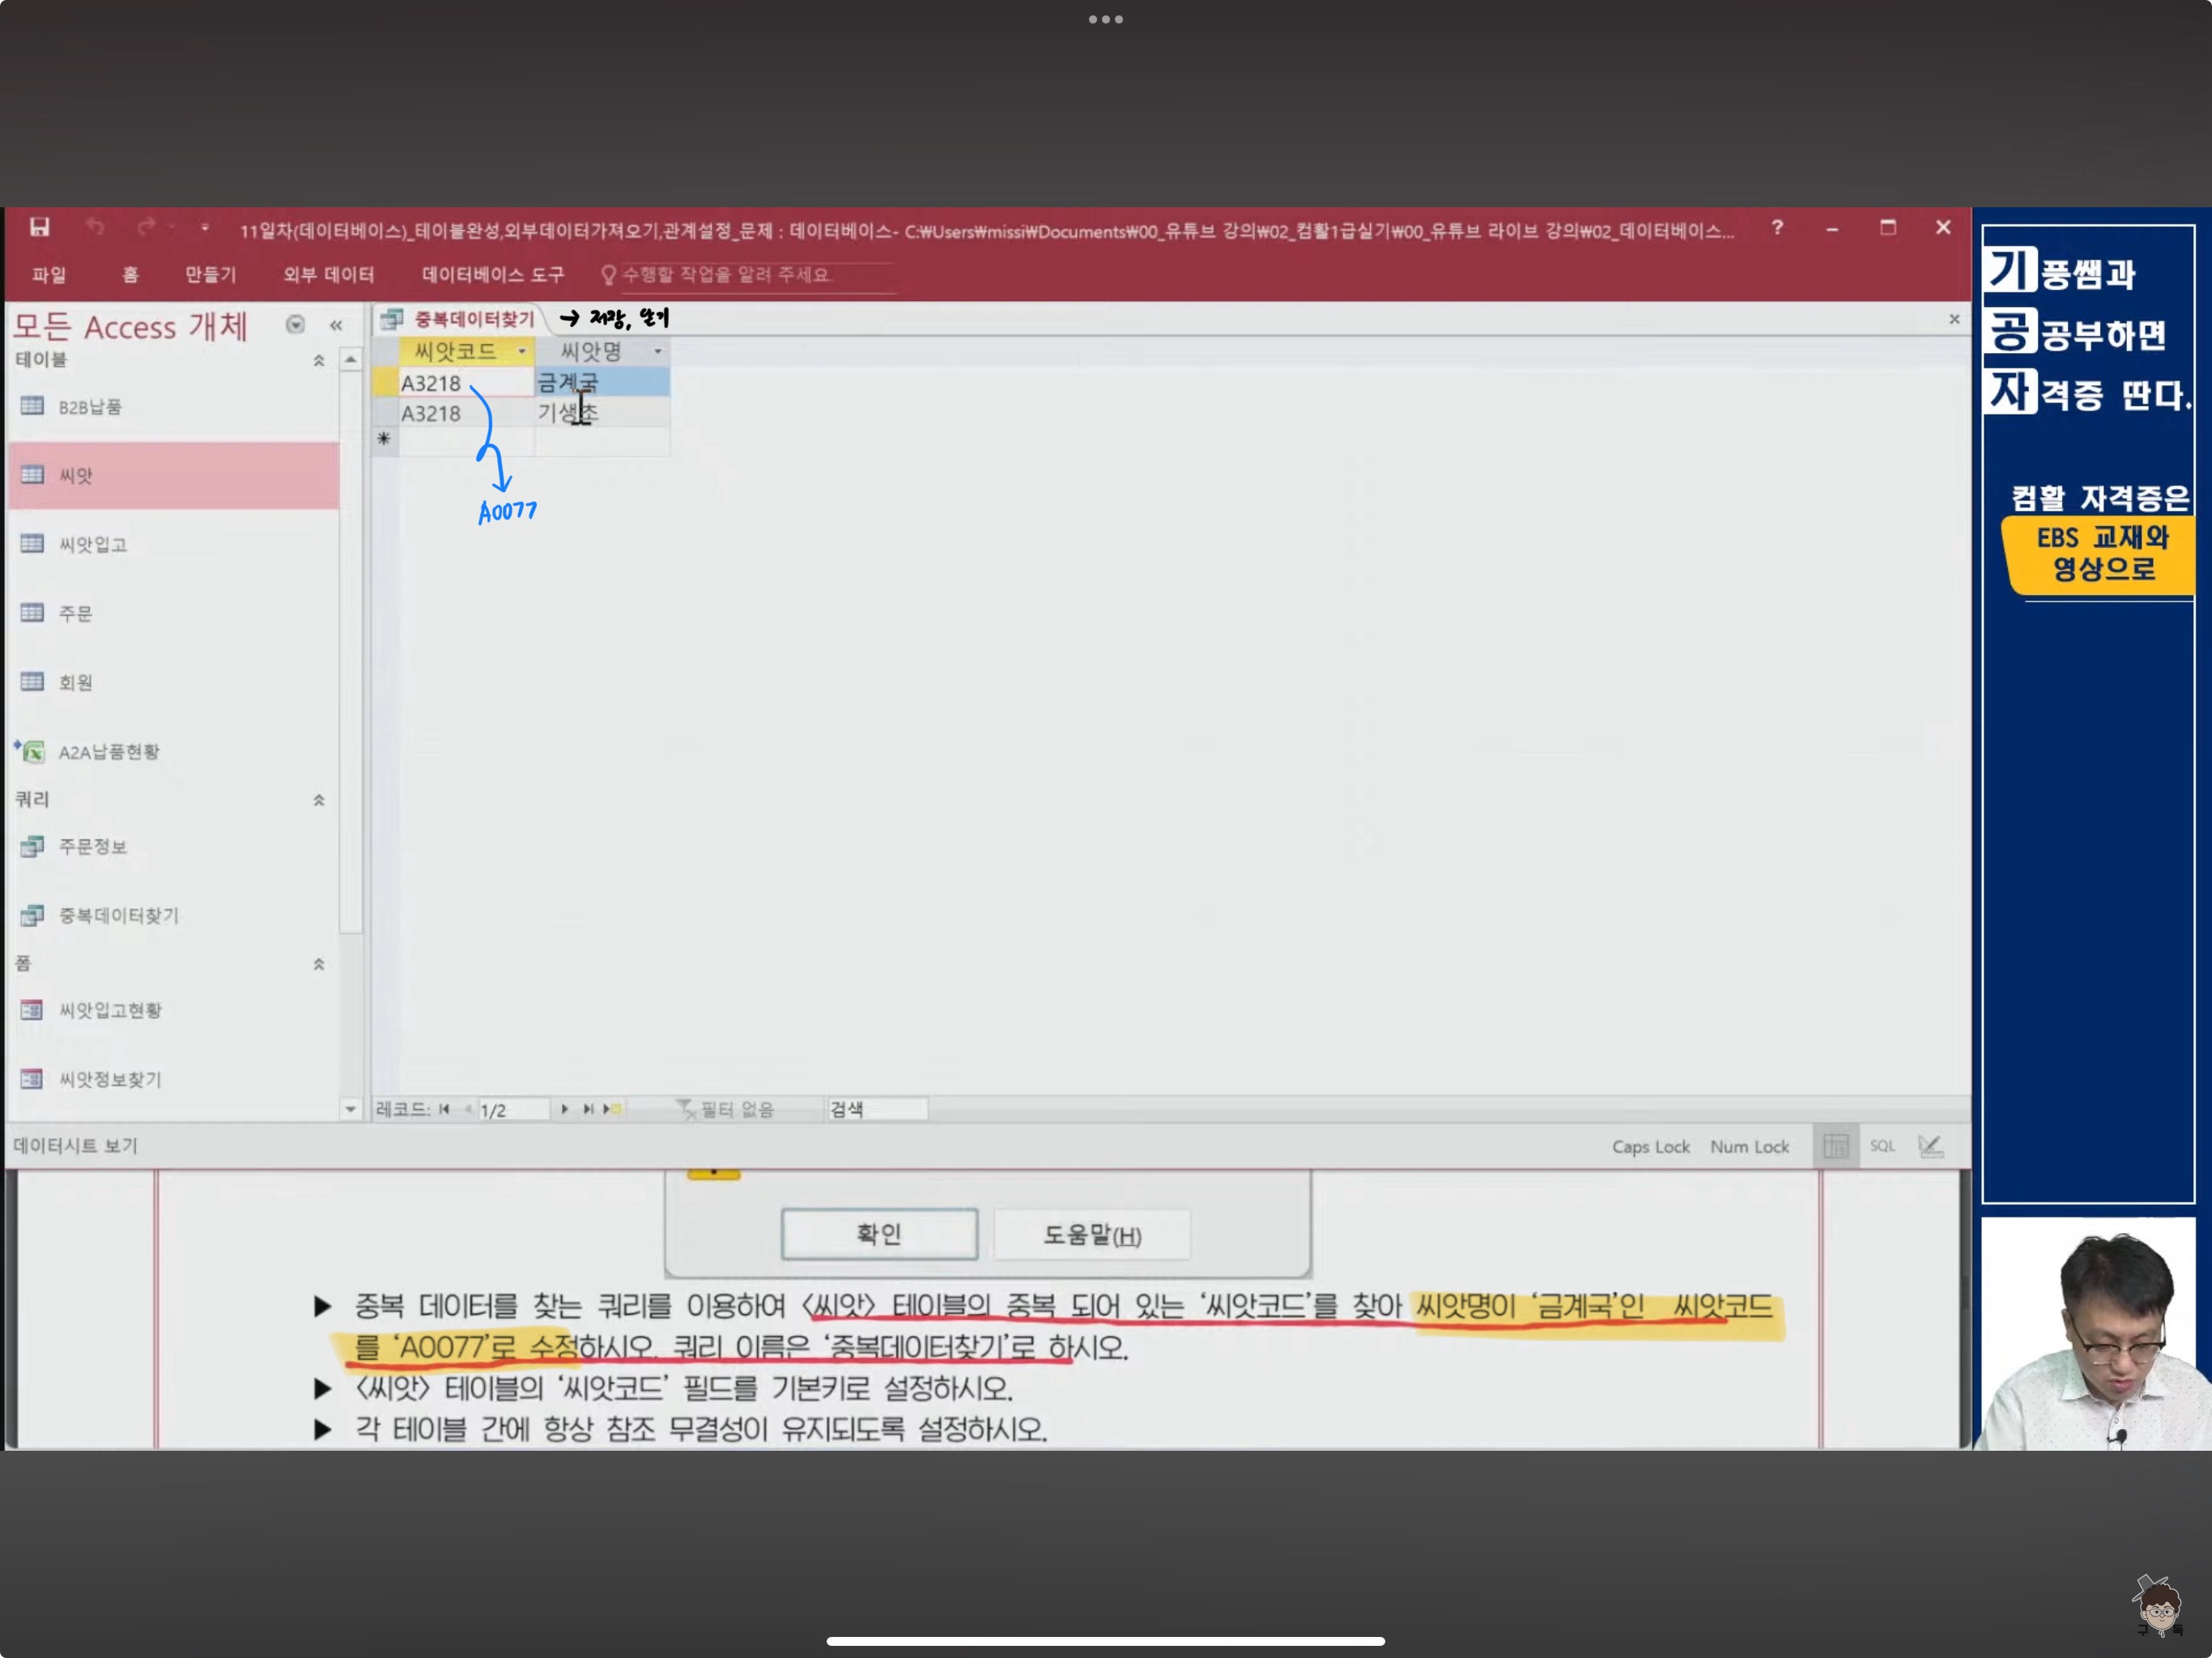 11일차(데이터베이스)_테이블완성,외부데이터가져오기,관계설정_문제 : 데이터베이스- C:₩Users₩missi₩Documents₩00_유튜브 강의₩02_컴활1급실기₩00_유튜브 라이브 강의₩02_데이터베이스...
파일 홈 만들기 외부 데이터 데이터베이스 도구 수행할 작업을 알려 주세요.
모든 Access 개체
테이블
B2B납품
씨앗
씨앗입고
주문
회원
A2A납품현황
쿼리
주문정보
중복데이터찾기
폼
씨앗입고현황
씨앗정보찾기
중복데이터찾기 → 저장, 닫기
씨앗코드 씨앗명
A3218 금계국
A3218 기생초
A0077
레코드: 1/2 필터 없음 검색
데이터시트 보기
Caps Lock Num Lock SQL
확인 도움말(H)
▶ 중복 데이터를 찾는 쿼리를 이용하여 〈씨앗〉 테이블의 중복 되어 있는 ‘씨앗코드’를 찾아 씨앗명이 ‘금계국’인 씨앗코드
를 ‘A0077’로 수정하시오. 쿼리 이름은 ‘중복데이터찾기’로 하시오.
▶ 〈씨앗〉 테이블의 ‘씨앗코드’ 필드를 기본키로 설정하시오.
▶ 각 테이블 간에 항상 참조 무결성이 유지되도록 설정하시오.
기풍쌤과
공공부하면
자격증 딴다.
컴활 자격증은
EBS 교재와
영상으로
구독